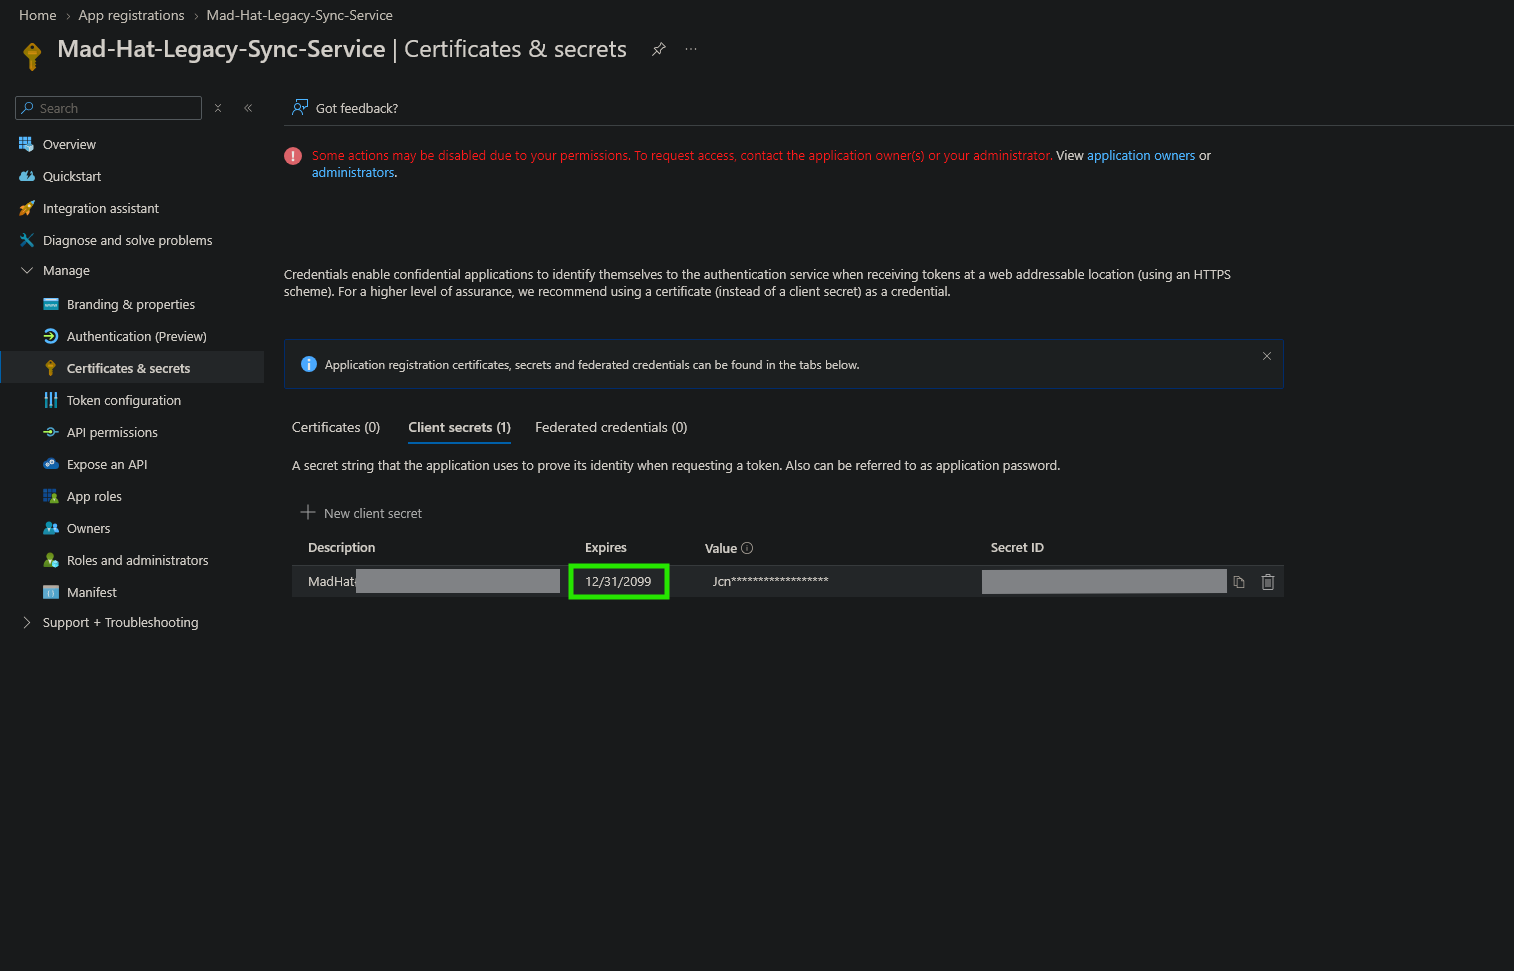 Home > App registrations > Mad-Hat-Legacy-Sync-Service
Mad-Hat-Legacy-Sync-Service | Certificates & secrets
Search
Got feedback?
Overview
Quickstart
Integration assistant
Diagnose and solve problems
Manage
Branding & properties
Authentication (Preview)
Certificates & secrets
Token configuration
API permissions
Expose an API
App roles
Owners
Roles and administrators
Manifest
Support + Troubleshooting
Some actions may be disabled due to your permissions. To request access, contact the application owner(s) or your administrator. View application owners or
administrators.
Credentials enable confidential applications to identify themselves to the authentication service when receiving tokens at a web addressable location (using an HTTPS
scheme). For a higher level of assurance, we recommend using a certificate (instead of a client secret) as a credential.
Application registration certificates, secrets and federated credentials can be found in the tabs below.
Certificates (0) Client secrets (1) Federated credentials (0)
A secret string that the application uses to prove its identity when requesting a token. Also can be referred to as application password.
New client secret
Description Expires Value Secret ID
MadHat 12/31/2099 Jcn******************